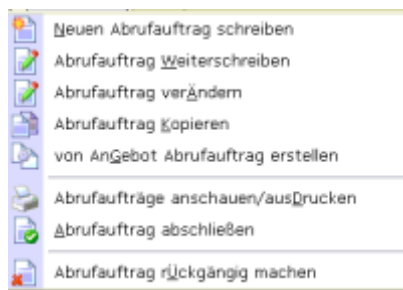 Neuen Abrufauftrag schreiben
Abrufauftrag Weiterschreiben
Abrufauftrag verÄndern
Abrufauftrag Kopieren
von AnGebot Abrufauftrag erstellen
Abrufaufträge anschauen/ausDrucken
Abrufauftrag abschließen
Abrufauftrag rÜckgängig machen